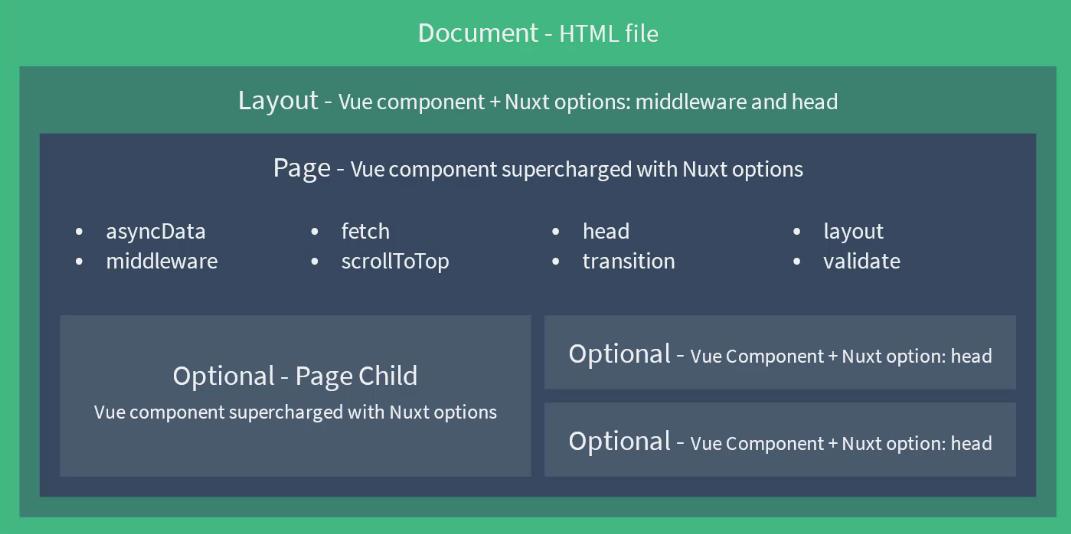 Document - HTML file
Layout - Vue component + Nuxt options: middleware and head
Page - Vue component supercharged with Nuxt options
• asyncData • fetch • head • layout
• middleware • scrollToTop • transition • validate
Optional - Page Child
Vue component supercharged with Nuxt options
Optional - Vue Component + Nuxt option: head
Optional - Vue Component + Nuxt option: head